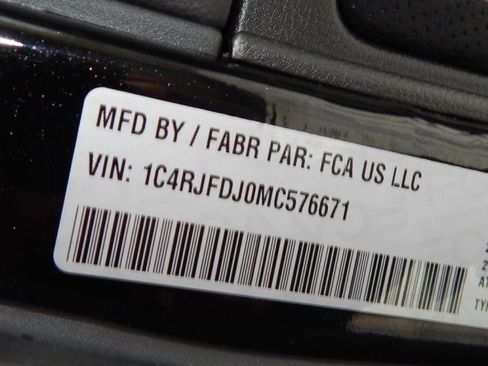 MFD BY / FABR PAR: FCA US LLC
VIN: 1C4RJFDJ0MC576671